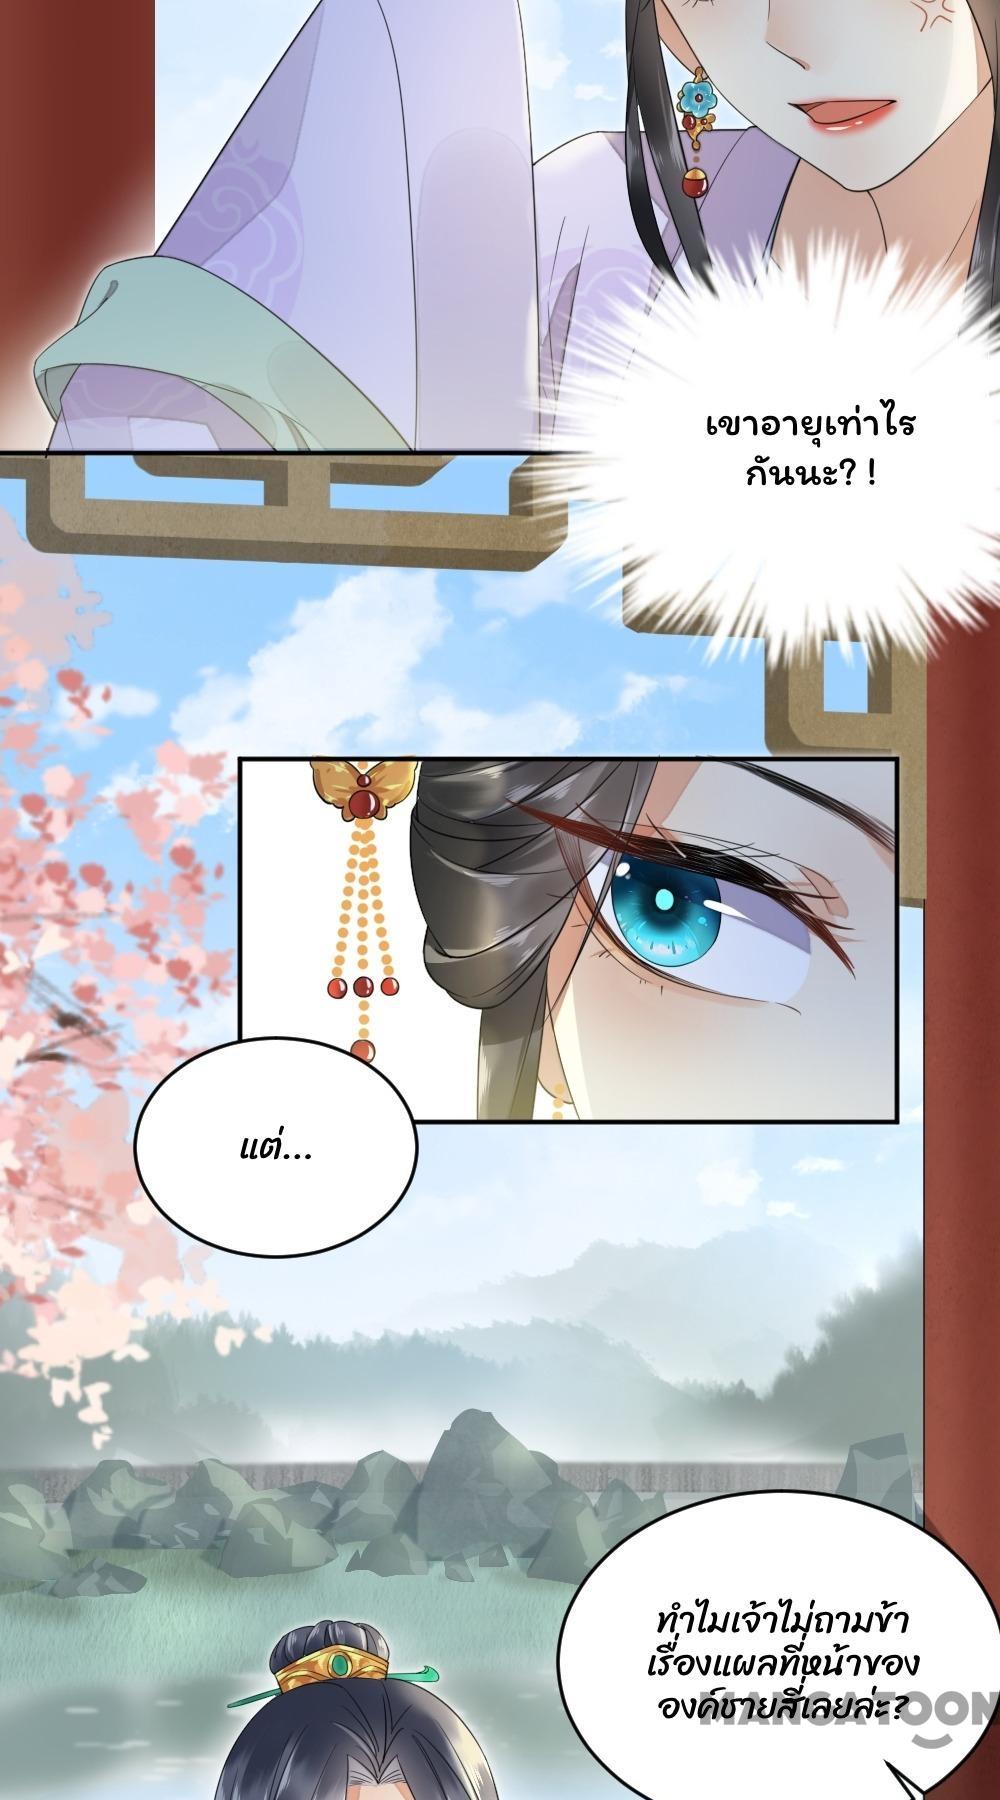 เขาอายุเท่าไร
กันนะ? !
แต่...
ทำไมเจ้าไม่ถามข้า
เรื่องแผลที่หน้าของ
องค์ชายสี่เลยล่ะ?
MANGATOON